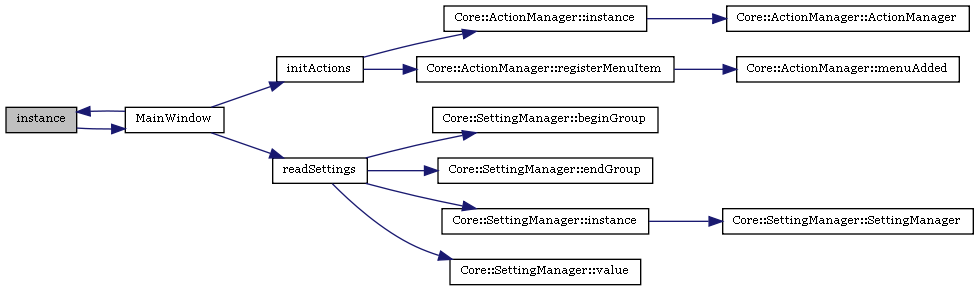 Core::ActionManager::instance
Core::ActionManager::ActionManager
initActions
Core::ActionManager::registerMenuItem
Core::ActionManager::menuAdded
instance
MainWindow
Core::SettingManager::beginGroup
readSettings
Core::SettingManager::endGroup
Core::SettingManager::instance
Core::SettingManager::SettingManager
Core::SettingManager::value